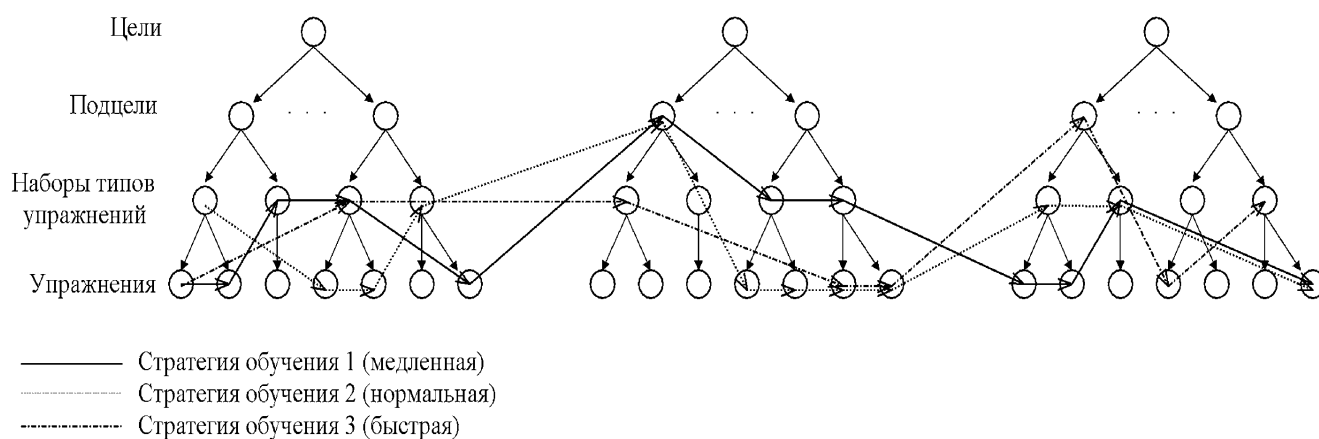 Цели
Подцели
. . .
. . .
. . .
Наборы типов
упражнений
Упражнения
Стратегия обучения 1 (медленная)
Стратегия обучения 2 (нормальная)
Стратегия обучения 3 (быстрая)